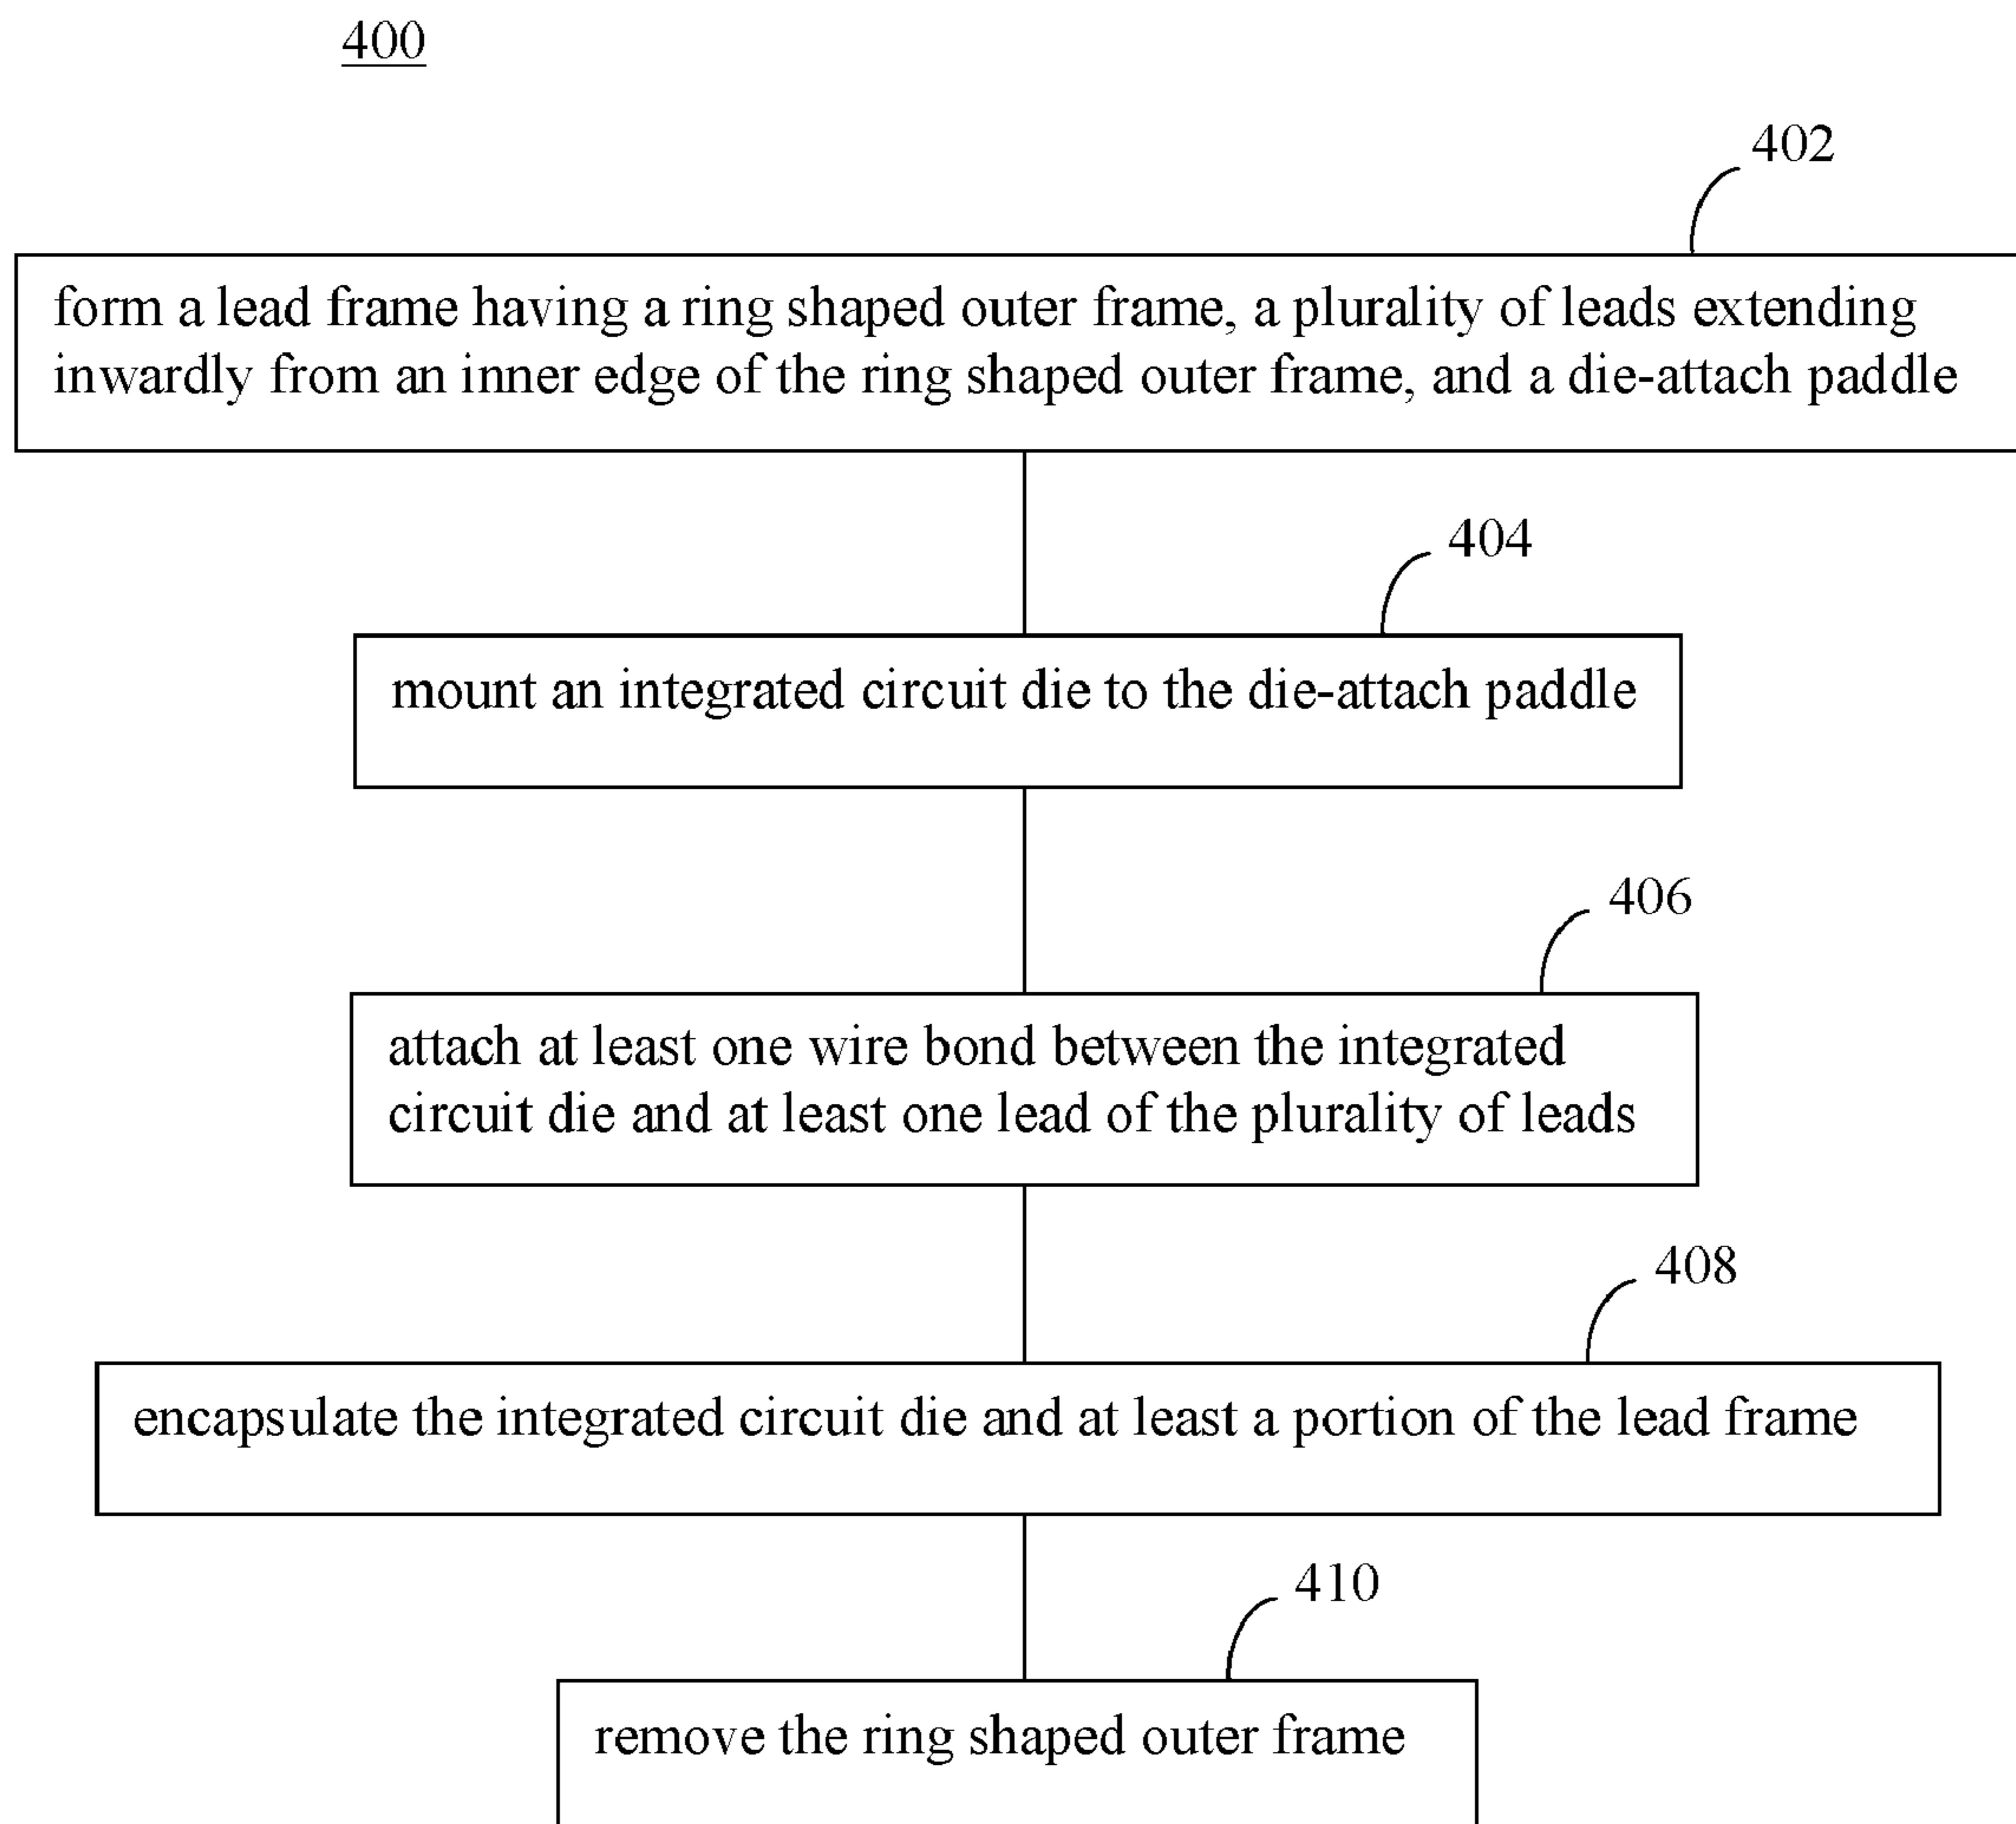 400
402
form a lead frame having a ring shaped outer frame, a plurality of leads extending
inwardly from an inner edge of the ring shaped outer frame, and a die-attach paddle
404
mount an integrated circuit die to the die-attach paddle
406
attach at least one wire bond between the integrated
circuit die and at least one lead of the plurality of leads
408
encapsulate the integrated circuit die and at least a portion of the lead frame
410
remove the ring shaped outer frame